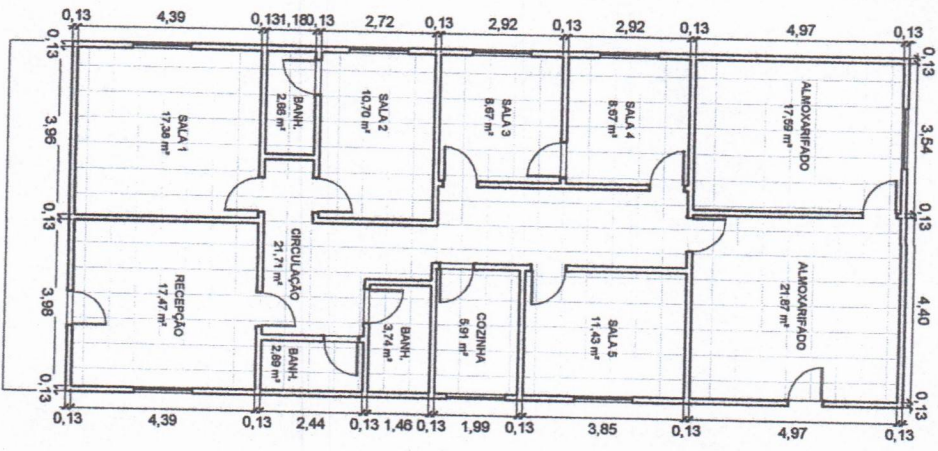 0,13 4,39 0,13 1,18 0,13 2,72 0,13 2,92 0,13 2,92 0,13 4,97 0,13
0,13
3,96
0,13
3,98
0,13
SALA 1
17,38 m²
BANH.
2,86 m²
SALA 2
10,70 m²
SALA 3
8,67 m²
SALA 4
8,67 m²
ALMOXARIFADO
17,59 m²
0,13
3,54
0,13
4,40
0,13
RECEPÇÃO
17,47 m²
CIRCULAÇÃO
21,71 m²
BANH.
2,89 m²
BANH.
3,74 m²
COZINHA
5,91 m²
SALA 5
11,43 m²
ALMOXARIFADO
21,87 m²
0,13 4,39 0,13 2,44 0,13 1,46 0,13 1,99 0,13 3,85 0,13 4,97 0,13